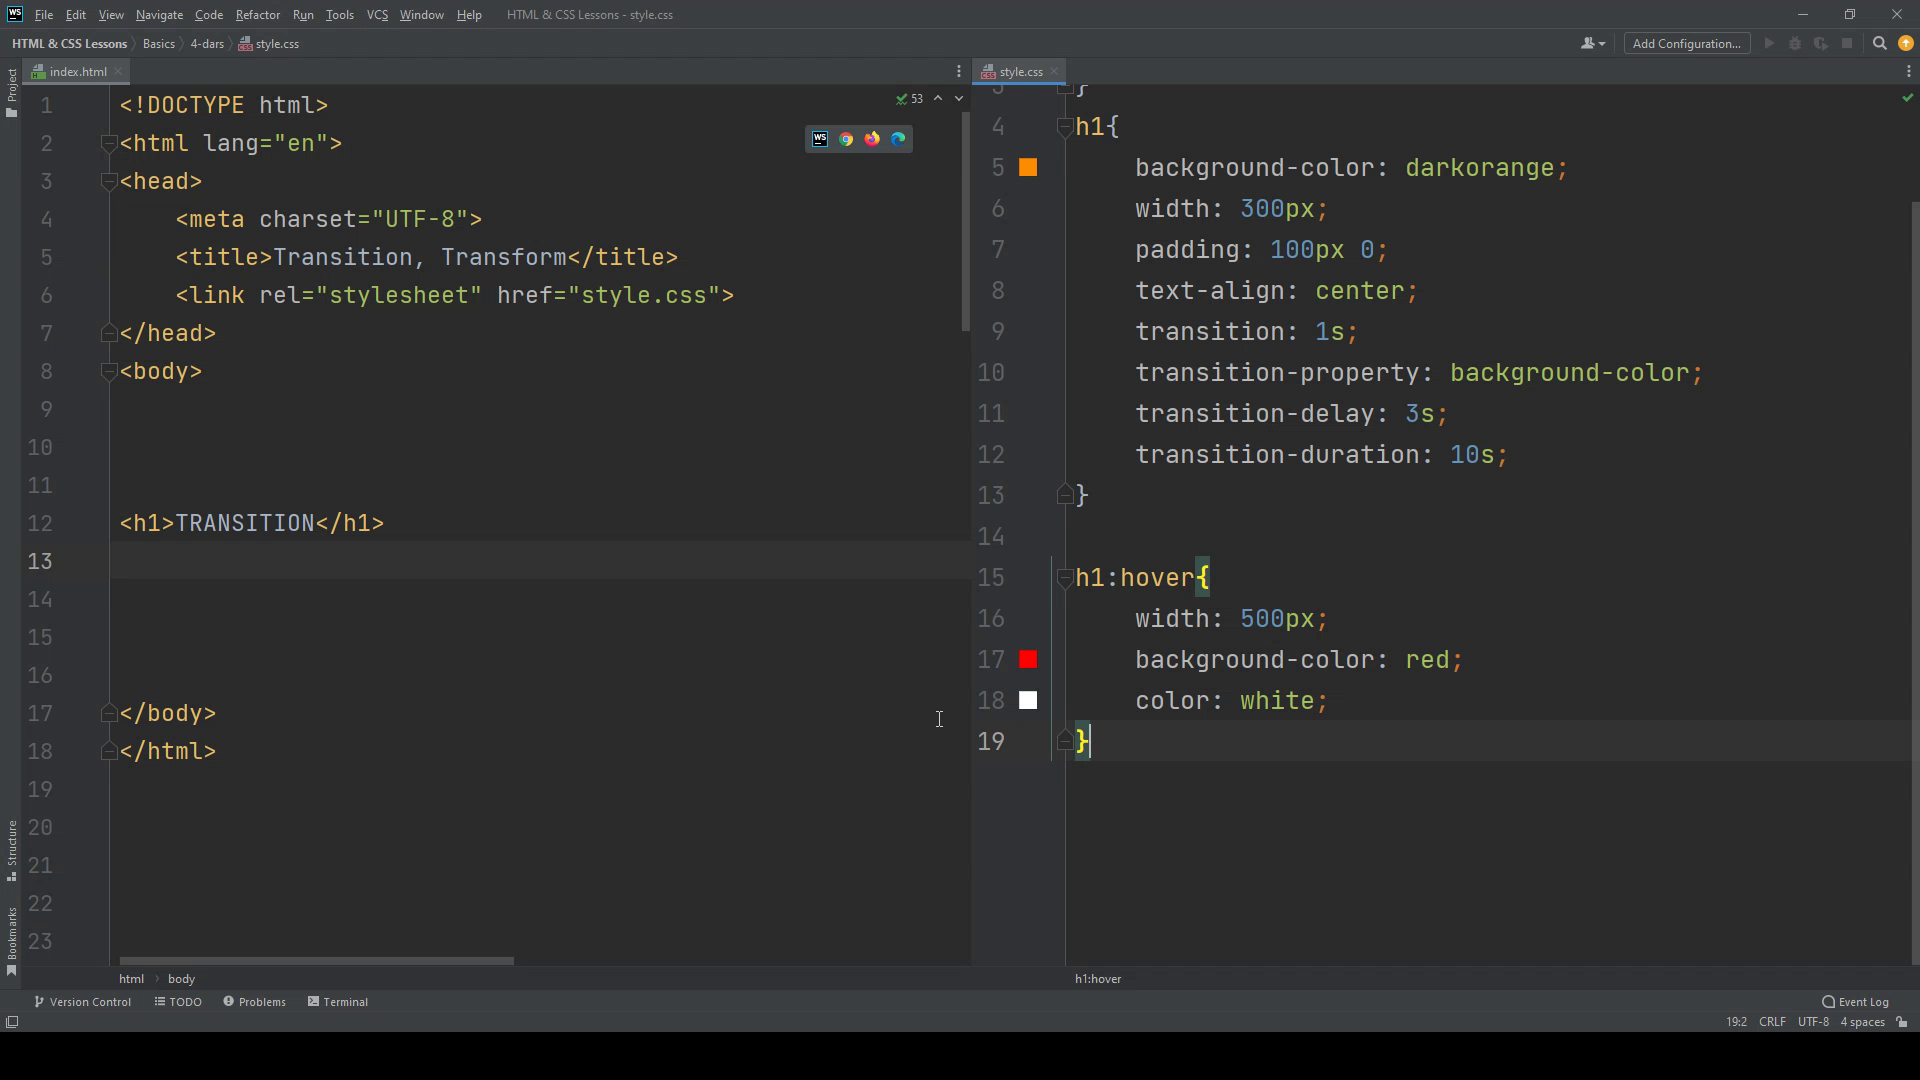 WS File Edit View Navigate Code Refactor Run Tools VCS Window Help HTML & CSS Lessons - style.css
HTML & CSS Lessons Basics 4-dars style.css Add Configuration...
Project
index.html
53
WS
1 <!DOCTYPE html>
2 <html lang="en">
3 <head>
4 <meta charset="UTF-8">
5 <title>Transition, Transform</title>
6 <link rel="stylesheet" href="style.css">
7 </head>
8 <body>
9
10
11
12 <h1>TRANSITION</h1>
13
14
15
16
17 </body>
18 </html>
19
20
21
22
23
html body
style.css
3 }
4 h1{
5 background-color: darkorange;
6 width: 300px;
7 padding: 100px 0;
8 text-align: center;
9 transition: 1s;
10 transition-property: background-color;
11 transition-delay: 3s;
12 transition-duration: 10s;
13 }
14
15 h1:hover{
16 width: 500px;
17 background-color: red;
18 color: white;
19 }
h1:hover
Structure
Bookmarks
Version Control TODO Problems Terminal Event Log
19:2 CRLF UTF-8 4 spaces